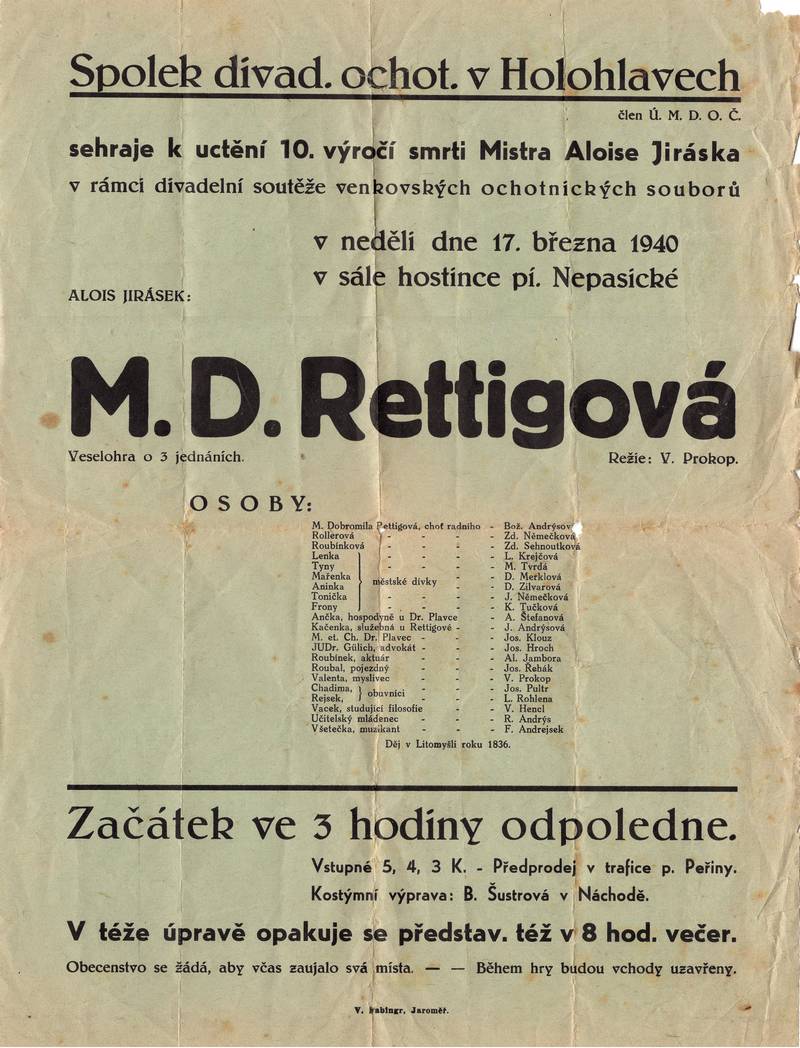 Spolek divad. ochot. v Holohlavech
člen Ú. M. D. O. Č.
sehraje k uctění 10. výročí smrti Mistra Aloise Jiráska
v rámci divadelní soutěže venkovských ochotnických souborů
v neděli dne 17. března 1940
v sále hostince pí. Nepasické
ALOIS JIRÁSEK:
M. D. Rettigová
Veselohra o 3 jednáních. Režie: V. Prokop.
OSOBY:
M. Dobromila Rettigová, choť radního - Bož. Andrýsov
Rollerová - - - - Zd. Němečková
Roubínková - - - - Zd. Sehnoutková
Lenka - - - - L. Krejčová
Tyny - - - - M. Tvrdá
Mařenka } městské dívky - - D. Merklová
Aninka - - D. Zilvarová
Tonička - - - - J. Němečková
Frony - - - - K. Tučková
Ančka, hospodyně u Dr. Plavce - - A. Štefanová
Kačenka, služebná u Rettigové - - J. Andrýsová
M. et. Ch. Dr. Plavec - - - Jos. Klouz
JUDr. Gülich, advokát - - - Jos. Hroch
Roubínek, aktuár - - - Al. Jambora
Roubal, pojezdný - - - Jos. Řehák
Valenta, myslivec - - - V. Prokop
Chadima, } obuvníci - - - Jos. Pultr
Rejsek, - - - L. Rohlena
Vacek, studující filosofie - - V. Hencl
Učitelský mládenec - - - R. Andrýs
Všetečka, muzikant - - - F. Andrejsek
Děj v Litomyšli roku 1836.
Začátek ve 3 hodiny odpoledne.
Vstupné 5, 4, 3 K. - Předprodej v trafice p. Peřiny.
Kostýmní výprava: B. Šustrová v Náchodě.
V téže úpravě opakuje se představ. též v 8 hod. večer.
Obecenstvo se žádá, aby včas zaujalo svá místa. — — Během hry budou vchody uzavřeny.
V. Jaroměř.